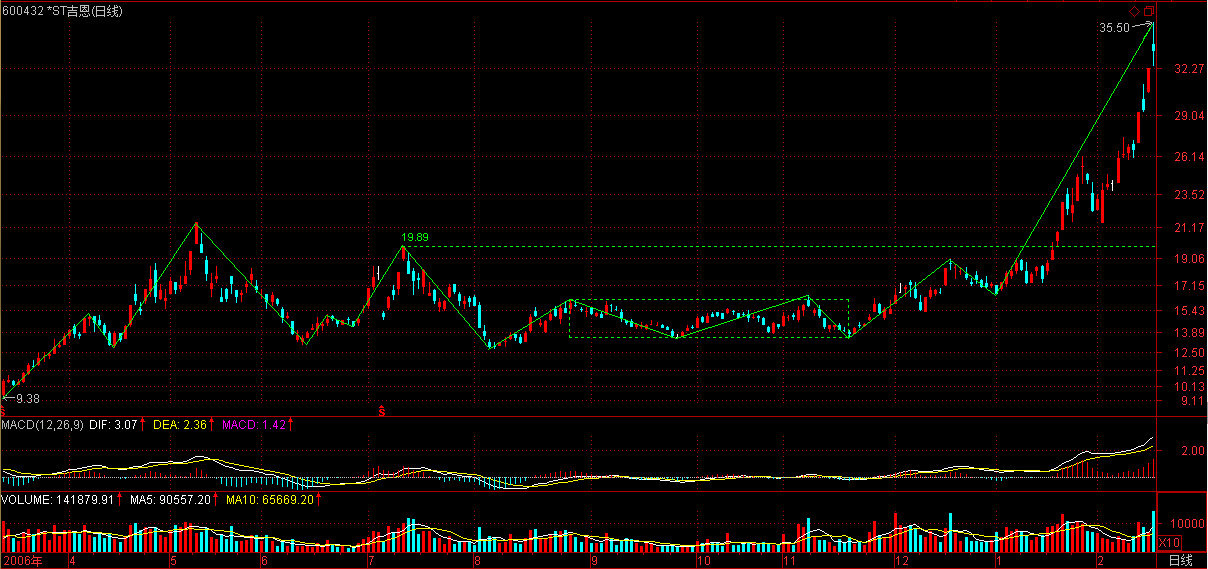 600432 *ST吉恩(日线)
35.50
32.27
29.04
26.14
23.52
21.17
19.89
19.06
17.15
15.43
13.89
12.50
11.25
10.13
9.38
9.11
S
S
MACD(12,26,9) DIF: 3.07 DEA: 2.36 MACD: 1.42
2.00
VOLUME: 141879.91 MA5: 90557.20 MA10: 65669.20
10000
X10
2006年 4 5 6 7 8 9 10 11 12 1 2 日线